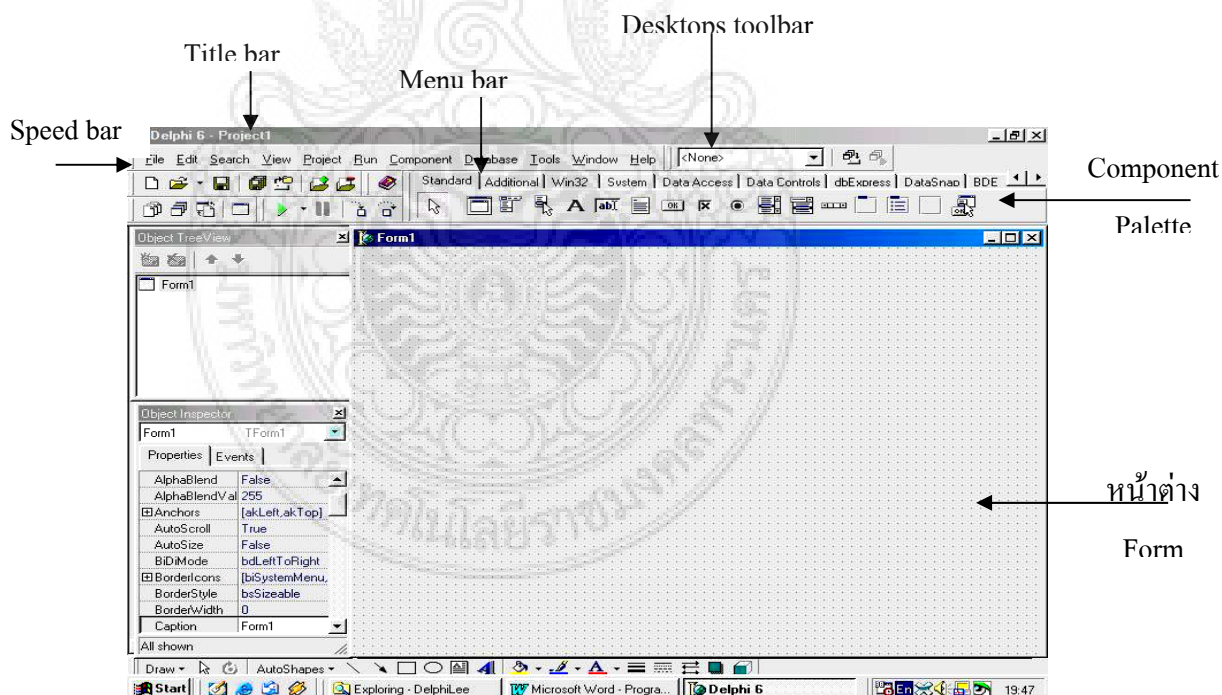 Desktops toolbar
Title bar
Menu bar
Speed bar
Delphi 6 - Project1
File Edit Search View Project Run Component Database Tools Window Help <None>
Component
Palette
Standard Additional Win32 System Data Access Data Controls dbExpress DataSnap BDE
Object TreeView
Form1
Form1
Object Inspector
Form1 TForm1
Properties Events
AlphaBlend False
AlphaBlendVal 255
Anchors [akLeft,akTop]
AutoScroll True
AutoSize False
BiDiMode bdLeftToRight
BorderIcons [biSystemMenu,
BorderStyle bsSizeable
BorderWidth 0
Caption Form1
All shown
หน้าต่าง
Form
Draw AutoShapes
Start Exploring - DelphiLee Microsoft Word - Progra... Delphi 6 En 19:47